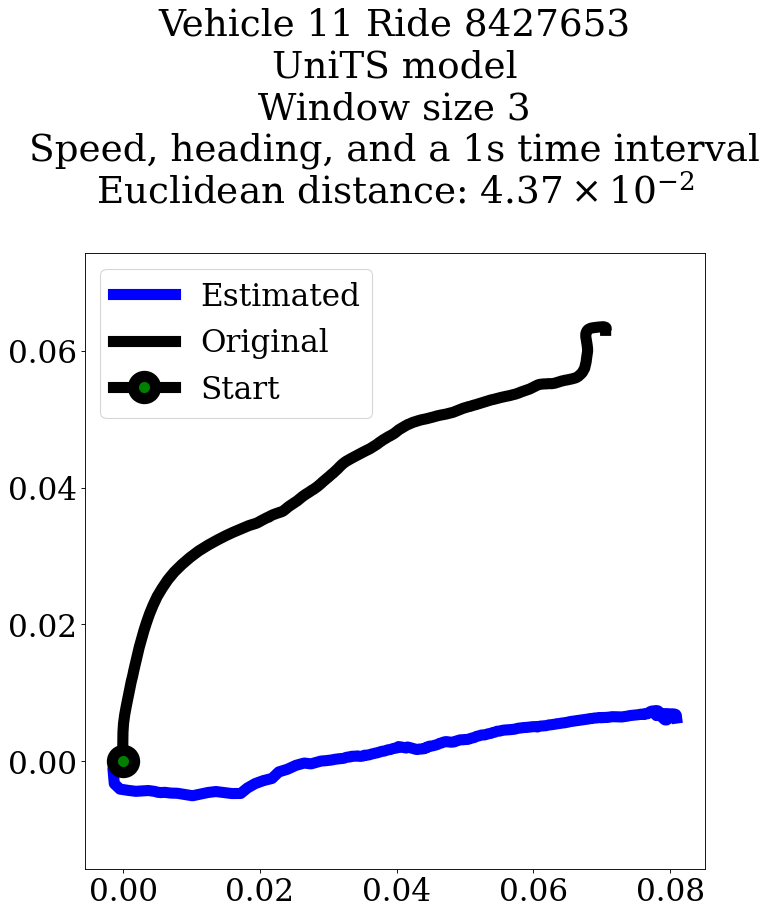 Vehicle 11 Ride 8427653
UniTS model
Window size 3
Speed, heading, and a 1s time interval
Euclidean distance: 4.37 × 10⁻²
Estimated
Original
Start
0.06
0.04
0.02
0.00
0.00 0.02 0.04 0.06 0.08